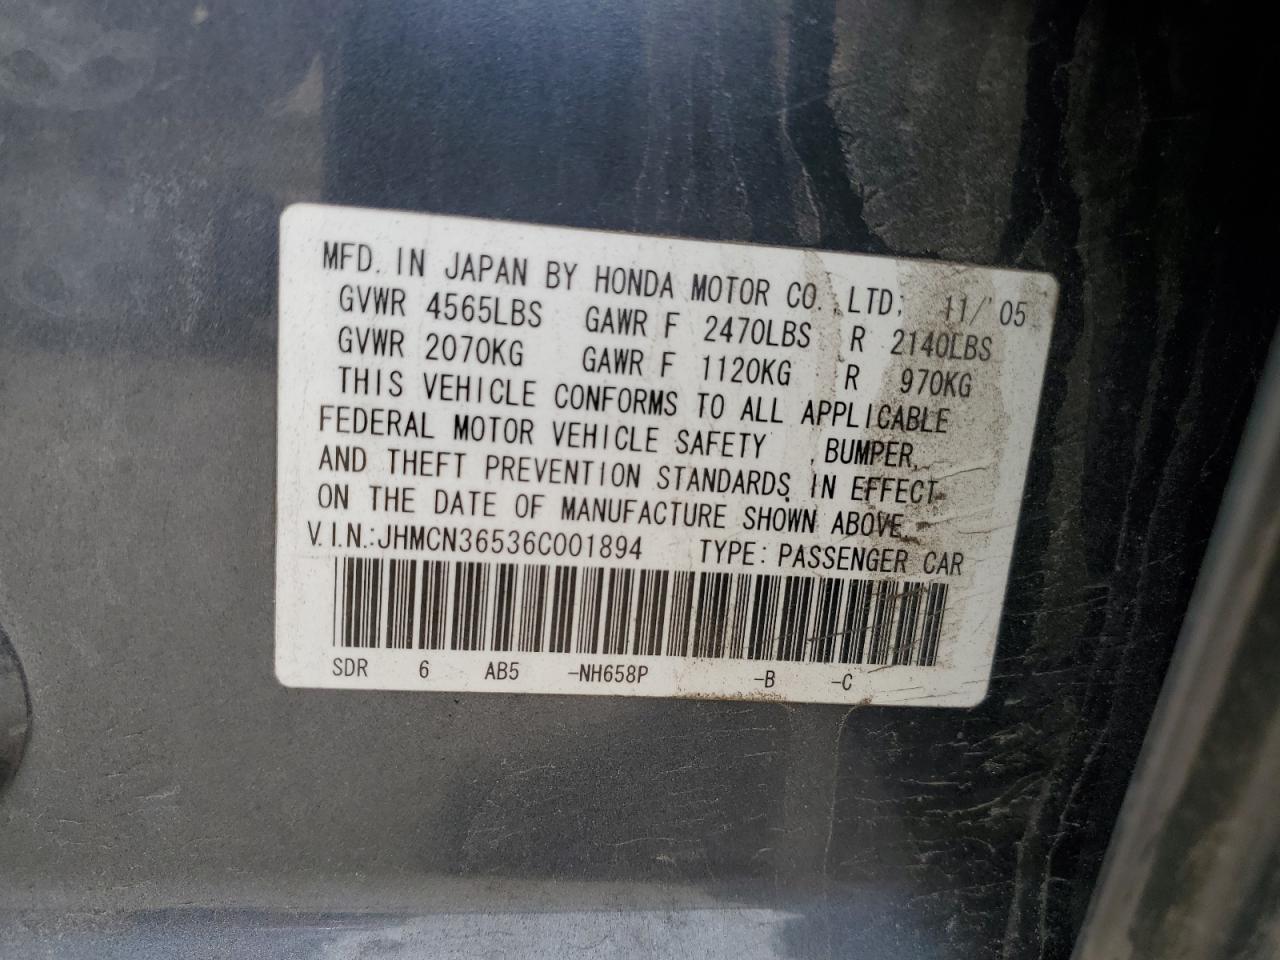 MFD. IN JAPAN BY HONDA MOTOR CO., LTD; 11/'05
GVWR 4565LBS GAWR F 2470LBS R 2140LBS
GVWR 2070KG GAWR F 1120KG R 970KG
THIS VEHICLE CONFORMS TO ALL APPLICABLE
FEDERAL MOTOR VEHICLE SAFETY , BUMPER,
AND THEFT PREVENTION STANDARDS, IN EFFECT
ON THE DATE OF MANUFACTURE SHOWN ABOVE.
V.I.N.:JHMCN36536C001894 TYPE: PASSENGER CAR
SDR 6 AB5 -NH658P -B -C